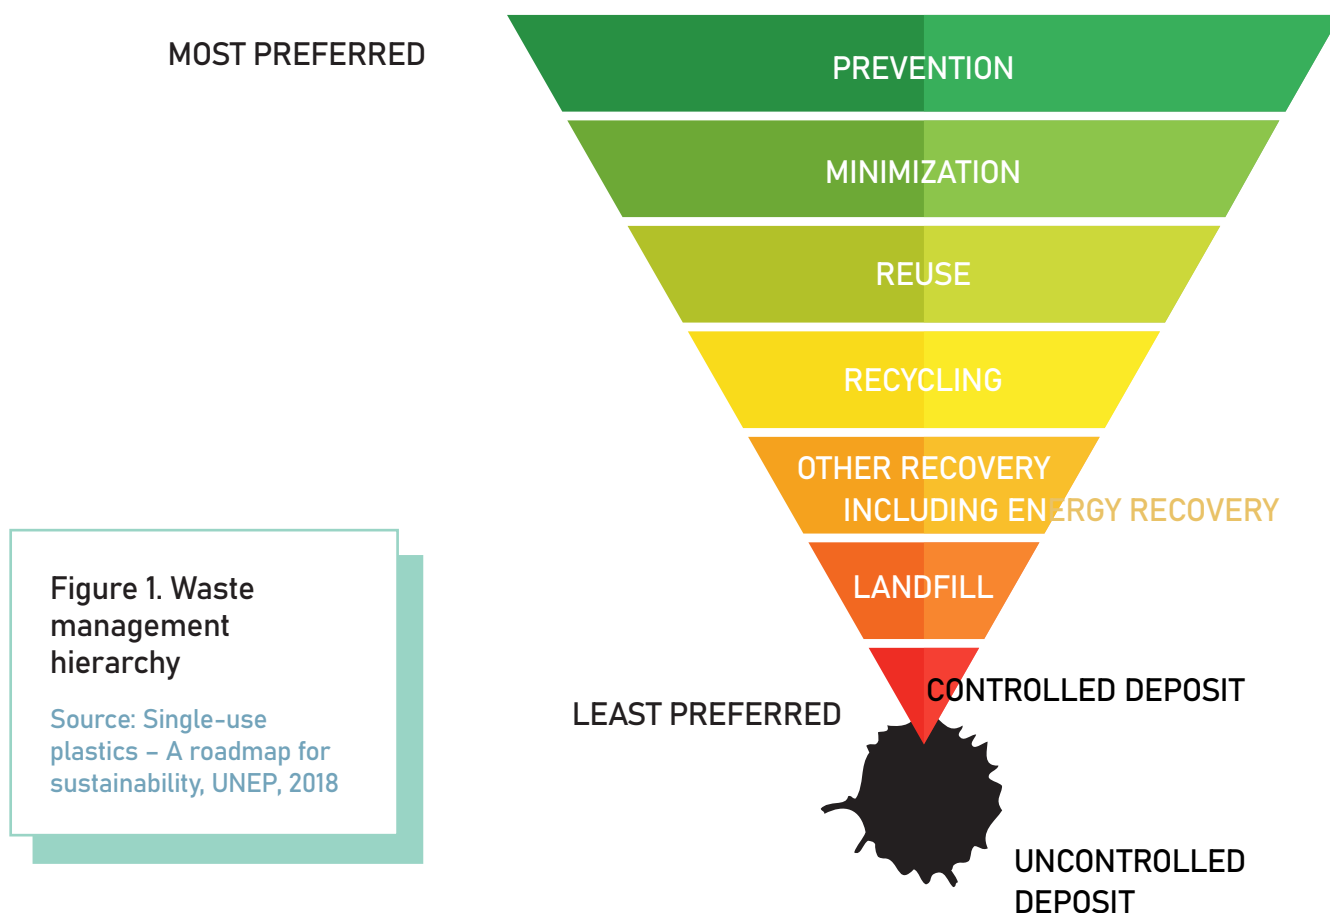 MOST PREFERRED
PREVENTION
MINIMIZATION
REUSE
RECYCLING
OTHER RECOVERY
INCLUDING ENERGY RECOVERY
LANDFILL
CONTROLLED DEPOSIT
LEAST PREFERRED
UNCONTROLLED
DEPOSIT
Figure 1. Waste
management
hierarchy
Source: Single-use
plastics – A roadmap for
sustainability, UNEP, 2018